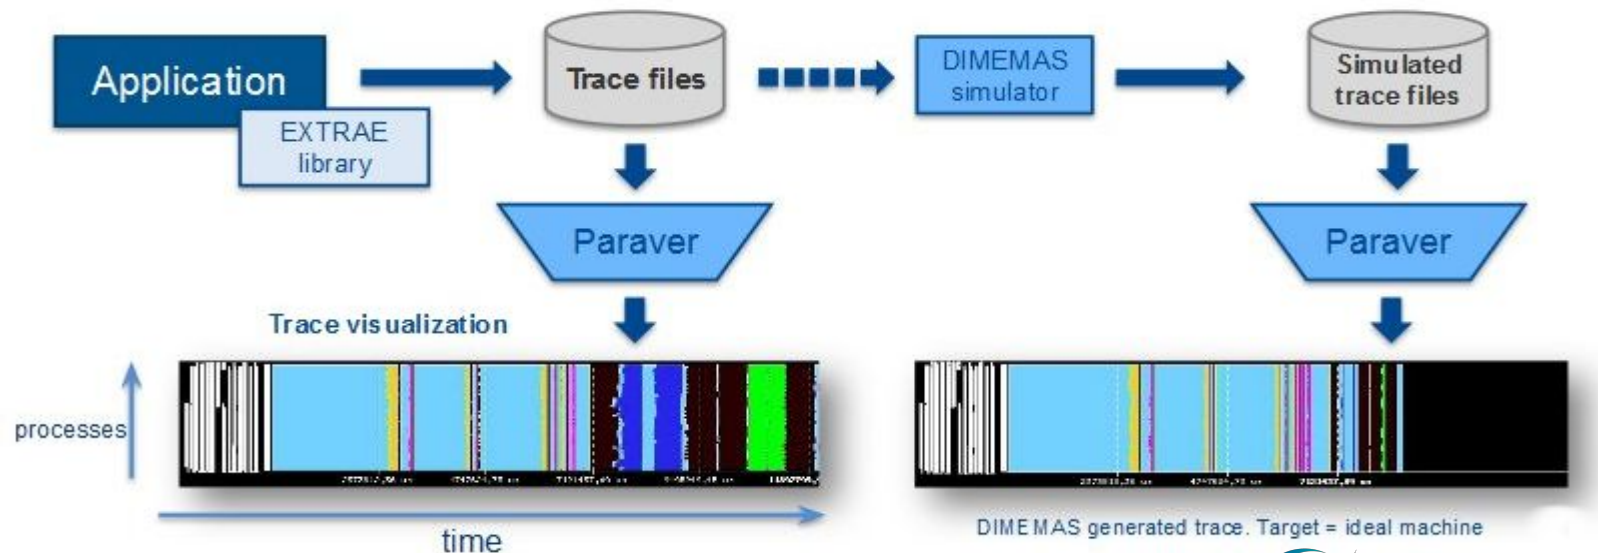 Application
EXTRAE
library
Trace files
DIMEMAS
simulator
Simulated
trace files
Paraver
Paraver
Trace visualization
processes
time
DIMEMAS generated trace. Target = ideal machine